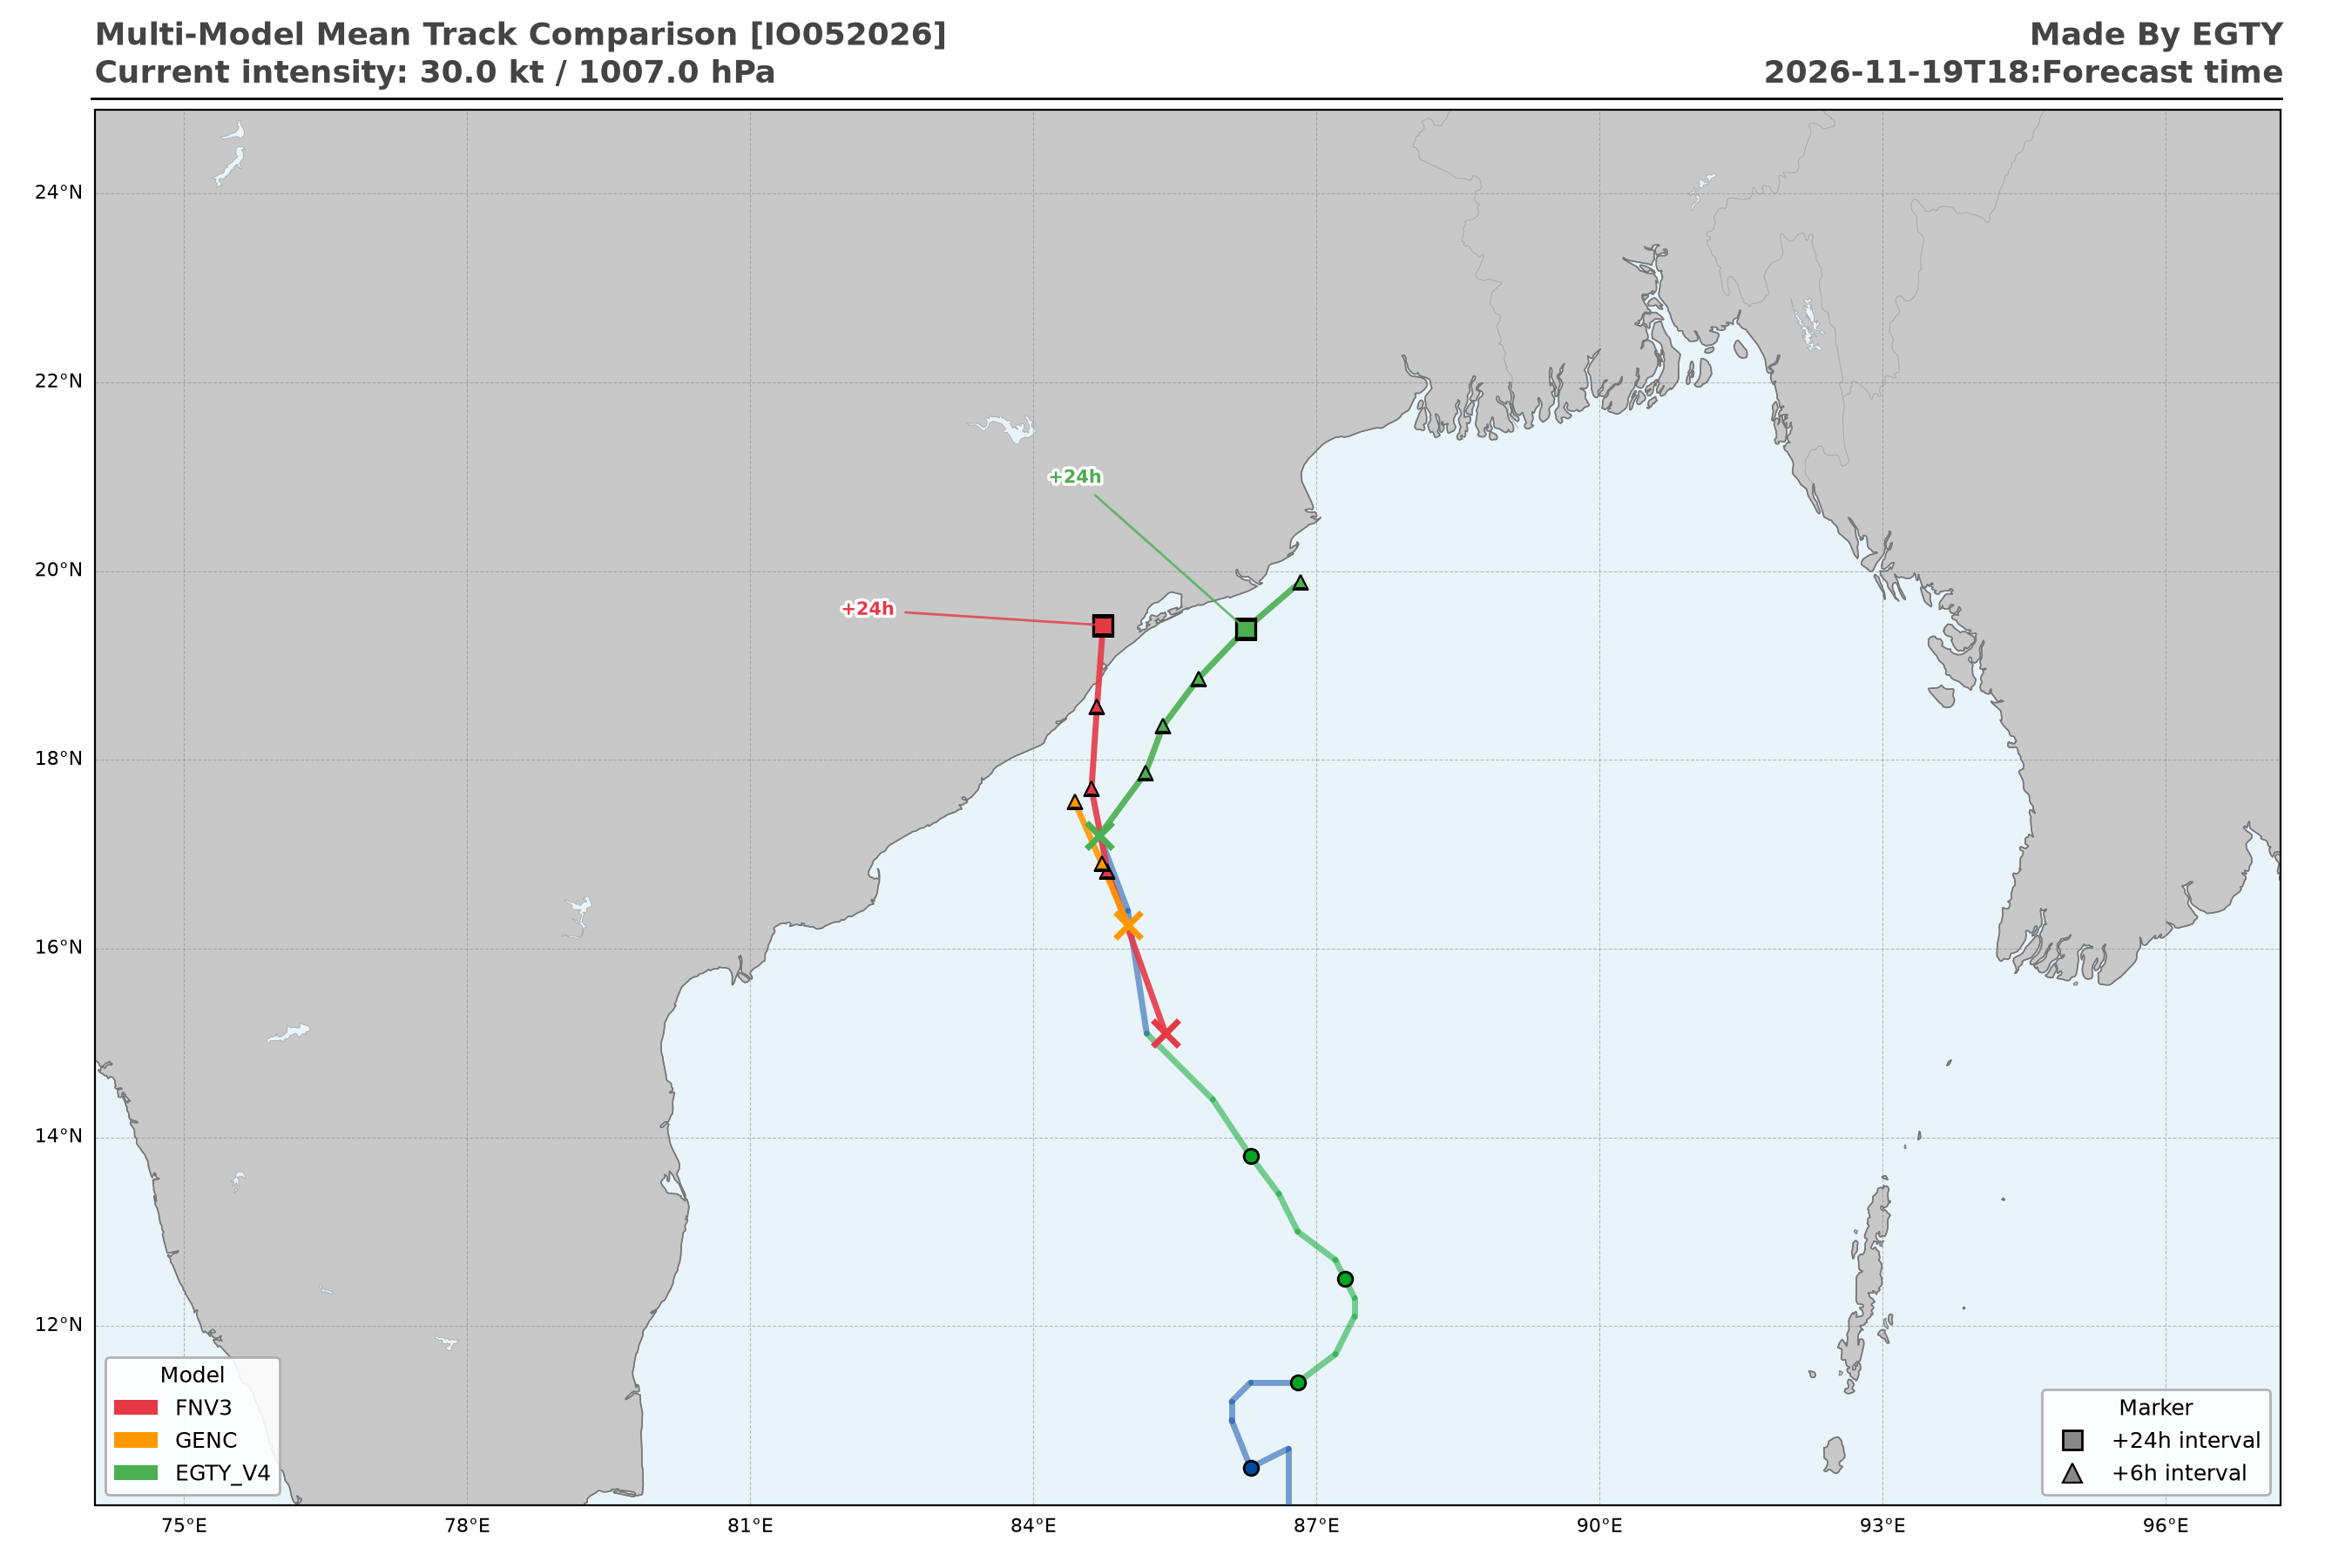 Multi-Model Mean Track Comparison [IO052026]
Current intensity: 30.0 kt / 1007.0 hPa
Made By EGTY
2026-11-19T18:Forecast time
24°N
22°N
20°N
18°N
16°N
14°N
12°N
+24h
+24h
Model
FNV3
GENC
EGTY_V4
Marker
+24h interval
+6h interval
75°E
78°E
81°E
84°E
87°E
90°E
93°E
96°E